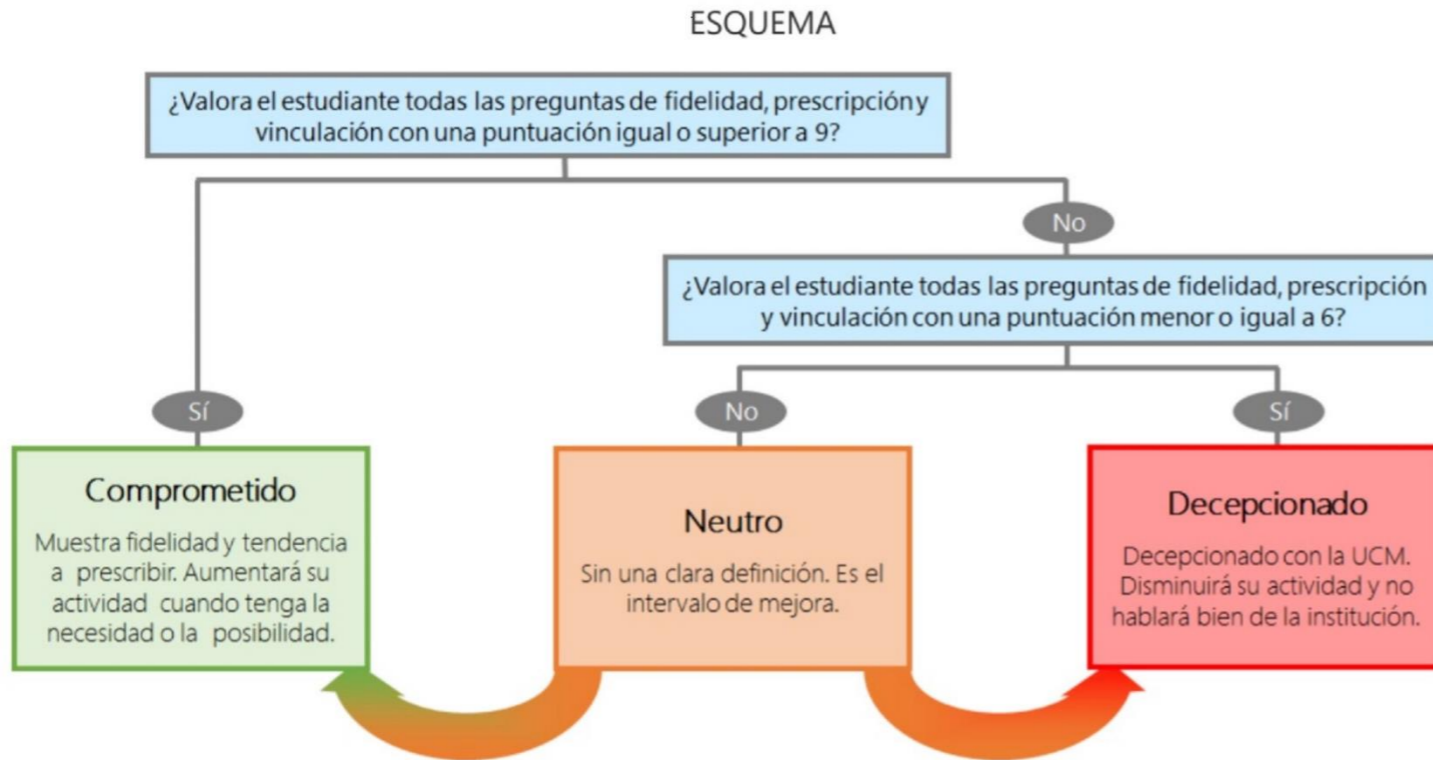 ESQUEMA
¿Valora el estudiante todas las preguntas de fidelidad, prescripción y
vinculación con una puntuación igual o superior a 9?
No
¿Valora el estudiante todas las preguntas de fidelidad, prescripción
y vinculación con una puntuación menor o igual a 6?
Sí
No
Sí
Comprometido
Muestra fidelidad y tendencia
a prescribir. Aumentará su
actividad cuando tenga la
necesidad o la posibilidad.
Neutro
Sin una clara definición. Es el
intervalo de mejora.
Decepcionado
Decepcionado con la UCM.
Disminuirá su actividad y no
hablará bien de la institución.